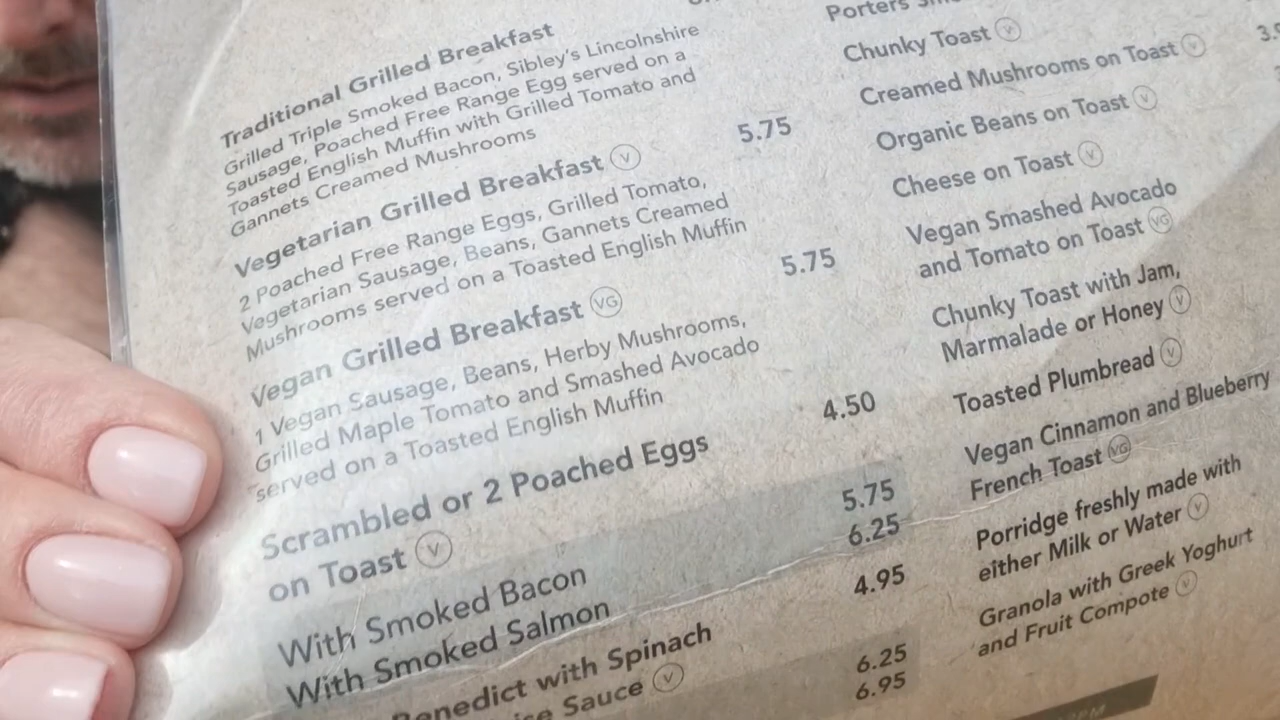 Traditional Grilled Breakfast
Grilled Triple Smoked Bacon, Sibley's Lincolnshire
Sausage, Poached Free Range Egg served on a
Toasted English Muffin with Grilled Tomato and
Gannets Creamed Mushrooms
Vegetarian Grilled Breakfast V 5.75
2 Poached Free Range Eggs, Grilled Tomato,
Vegetarian Sausage, Beans, Gannets Creamed
Mushrooms served on a Toasted English Muffin
Vegan Grilled Breakfast VG 5.75
1 Vegan Sausage, Beans, Herby Mushrooms,
Grilled Maple Tomato and Smashed Avocado
served on a Toasted English Muffin
Scrambled or 2 Poached Eggs 4.50
on Toast V
With Smoked Bacon 5.75
With Smoked Salmon 6.25
Benedict with Spinach 4.95
Sauce V
6.25
6.95
Porters
Chunky Toast V
Creamed Mushrooms on Toast V
Organic Beans on Toast V
Cheese on Toast V
Vegan Smashed Avocado
and Tomato on Toast VG
Chunky Toast with Jam,
Marmalade or Honey V
Toasted Plumbread V
Vegan Cinnamon and Blueberry
French Toast VG
Porridge freshly made with
either Milk or Water V
Granola with Greek Yoghurt
and Fruit Compote V